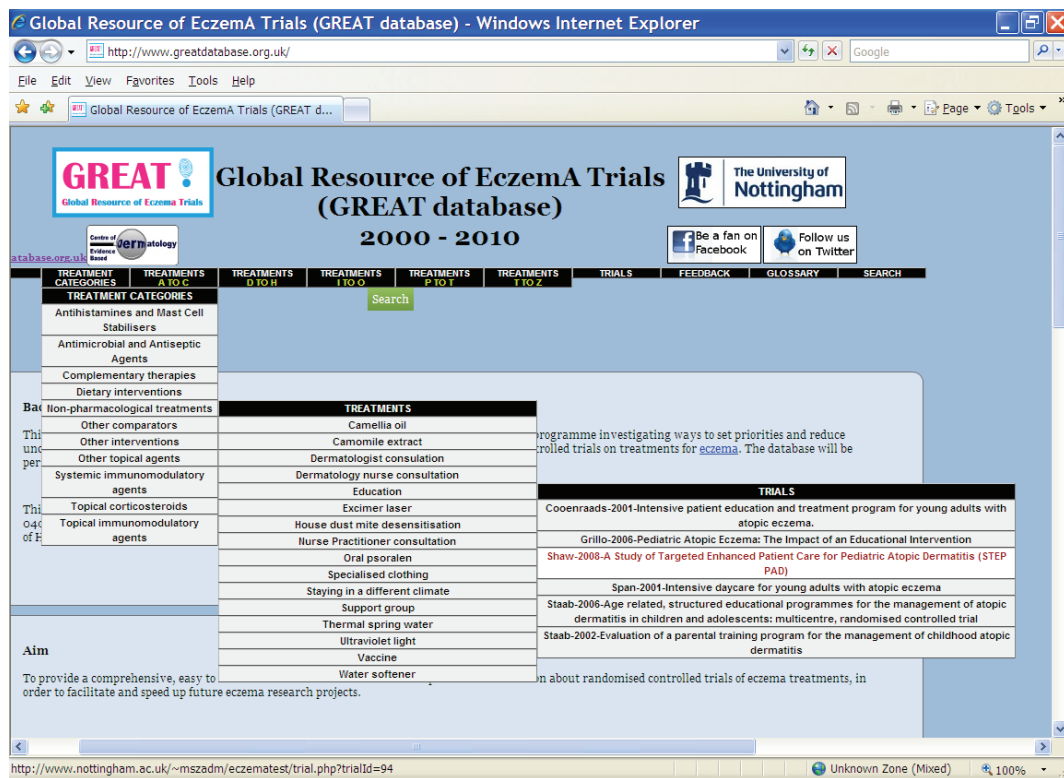 Global Resource of EczemA Trials (GREAT database) - Windows Internet Explorer
http://www.greatdatabase.org.uk/
Google
File Edit View Favorites Tools Help
Global Resource of EczemA Trials (GREAT d...
Page Tools »
GREAT
Global Resource of Eczema Trials
Global Resource of EczemA Trials
(GREAT database)
2000 - 2010
The University of
Nottingham
Centre of
Evidence
Based
Dermatology
Be a fan on
Facebook
Follow us
on Twitter
atabase.org.uk
TREATMENT
CATEGORIES
TREATMENTS
A TO C
TREATMENTS
D TO H
TREATMENTS
I TO O
TREATMENTS
P TO T
TREATMENTS
T TO Z
TRIALS
FEEDBACK
GLOSSARY
SEARCH
Search
TREATMENT CATEGORIES
Antihistamines and Mast Cell
Stabilisers
Antimicrobial and Antiseptic
Agents
Complementary therapies
Dietary interventions
Non-pharmacological treatments
Other comparators
Other interventions
Other topical agents
Systemic immunomodulatory
agents
Topical corticosteroids
Topical immunomodulatory
agents
TREATMENTS
Camellia oil
Camomile extract
Dermatologist consulation
Dermatology nurse consultation
Education
Excimer laser
House dust mite desensitisation
Nurse Practitioner consultation
Oral psoralen
Specialised clothing
Staying in a different climate
Support group
Thermal spring water
Ultraviolet light
Vaccine
Water softener
TRIALS
Cooenraads-2001-Intensive patient education and treatment program for young adults with
atopic eczema.
Grillo-2006-Pediatric Atopic Eczema: The Impact of an Educational Intervention
Shaw-2008-A Study of Targeted Enhanced Patient Care for Pediatric Atopic Dermatitis (STEP
PAD)
Span-2001-Intensive daycare for young adults with atopic eczema
Staab-2006-Age related, structured educational programmes for the management of atopic
dermatitis in children and adolescents: multicentre, randomised controlled trial
Staab-2002-Evaluation of a parental training program for the management of childhood atopic
dermatitis
Bac
Thi
rogramme investigating ways to set priorities and reduce
unc
trolled trials on treatments for eczema. The database will be
per
Thi
040
of H
Aim
To provide a comprehensive, easy to
on about randomised controlled trials of eczema treatments, in
order to facilitate and speed up future eczema research projects.
http://www.nottingham.ac.uk/~mszadm/eczematest/trial.php?trialId=94
Unknown Zone (Mixed)
100%